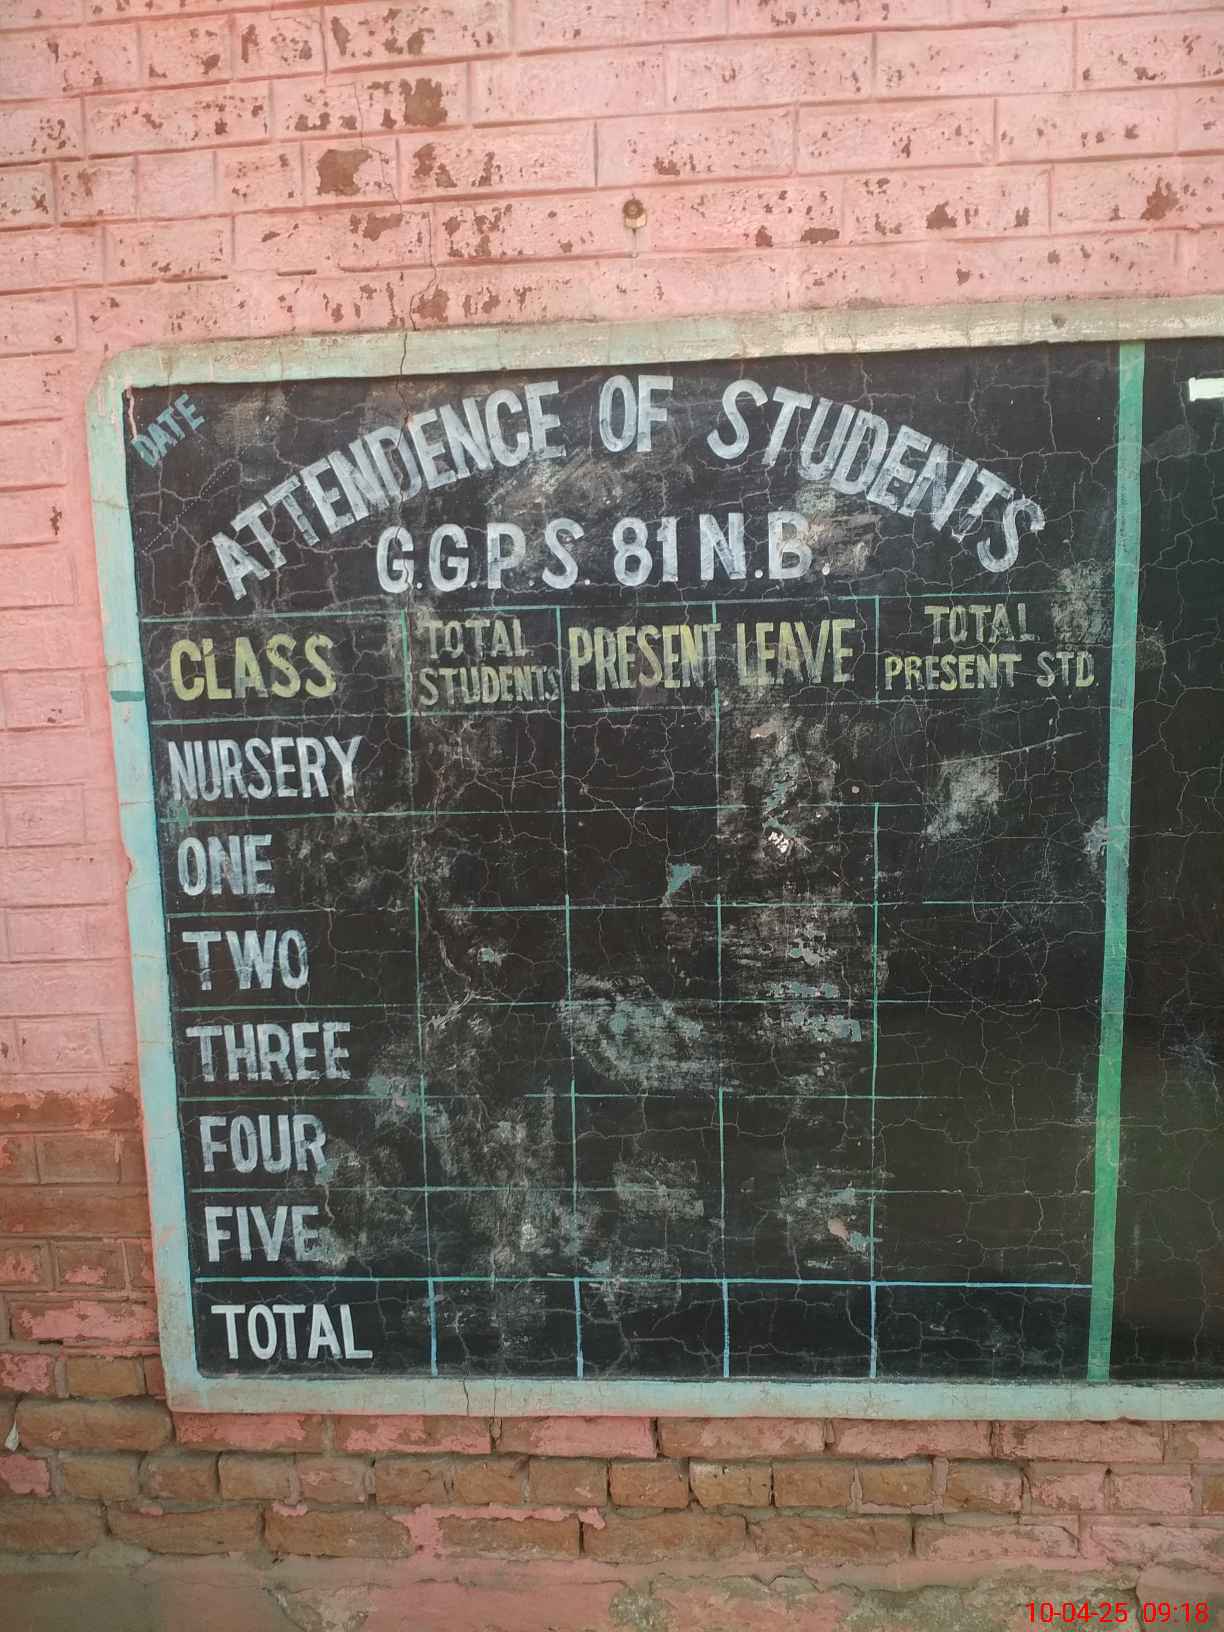 DATE
ATTENDENCE OF STUDENTS
G.G.P.S. 81 N.B.
CLASS TOTAL STUDENTS PRESENT LEAVE TOTAL PRESENT STD
NURSERY
ONE
TWO
THREE
FOUR
FIVE
TOTAL
10-04-25 09:18